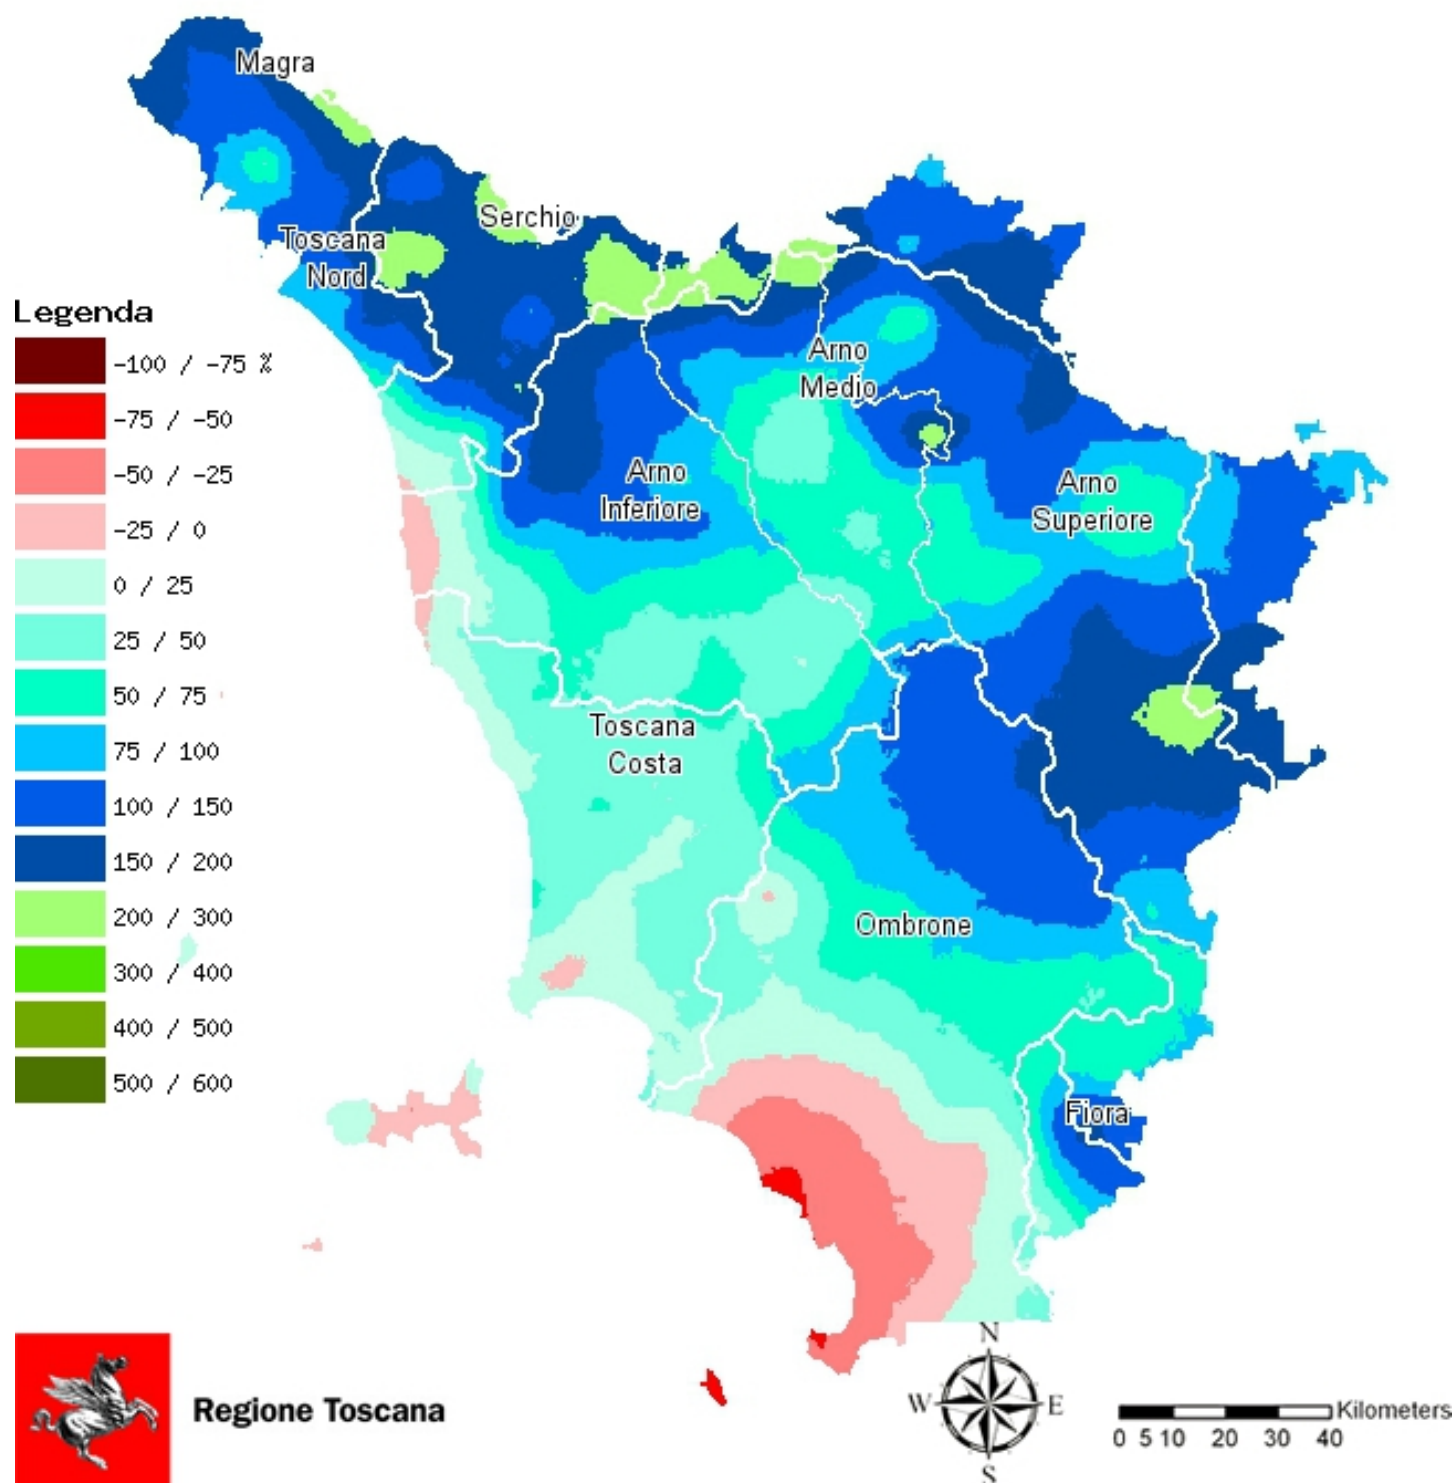 Magra
Serchio
Toscana
Nord
Legenda
-100 / -75 %
-75 / -50
-50 / -25
-25 / 0
0 / 25
25 / 50
50 / 75
75 / 100
100 / 150
150 / 200
200 / 300
300 / 400
400 / 500
500 / 600
Arno
Medio
Arno
Inferiore
Arno
Superiore
Toscana
Costa
Ombrone
Fiora
Regione Toscana
N
W
E
S
Kilometers
0 5 10 20 30 40